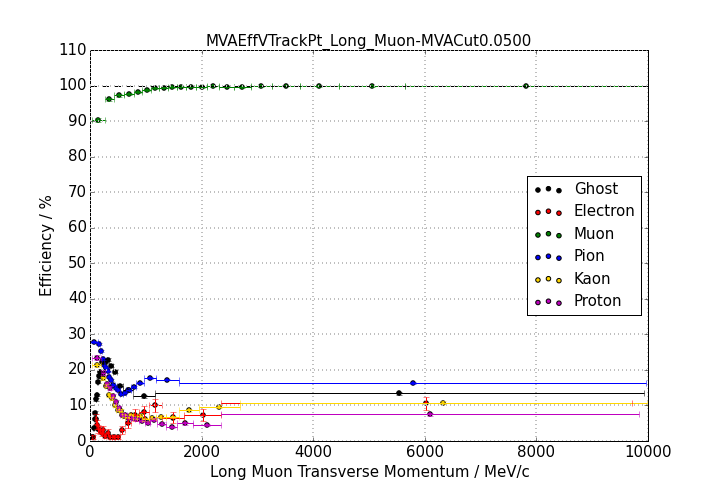 MVAEffVTrackPt_Long_Muon-MVACut0.0500
110
100
90
80
70
60
50
40
30
20
10
0
Efficiency / %
Ghost
Electron
Muon
Pion
Kaon
Proton
0 2000 4000 6000 8000 10000
Long Muon Transverse Momentum / MeV/c